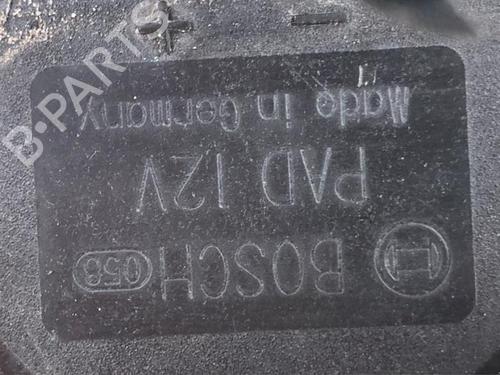 BOSCH 058
PAD 12V
Made in Germany
+ -
B-PARTS